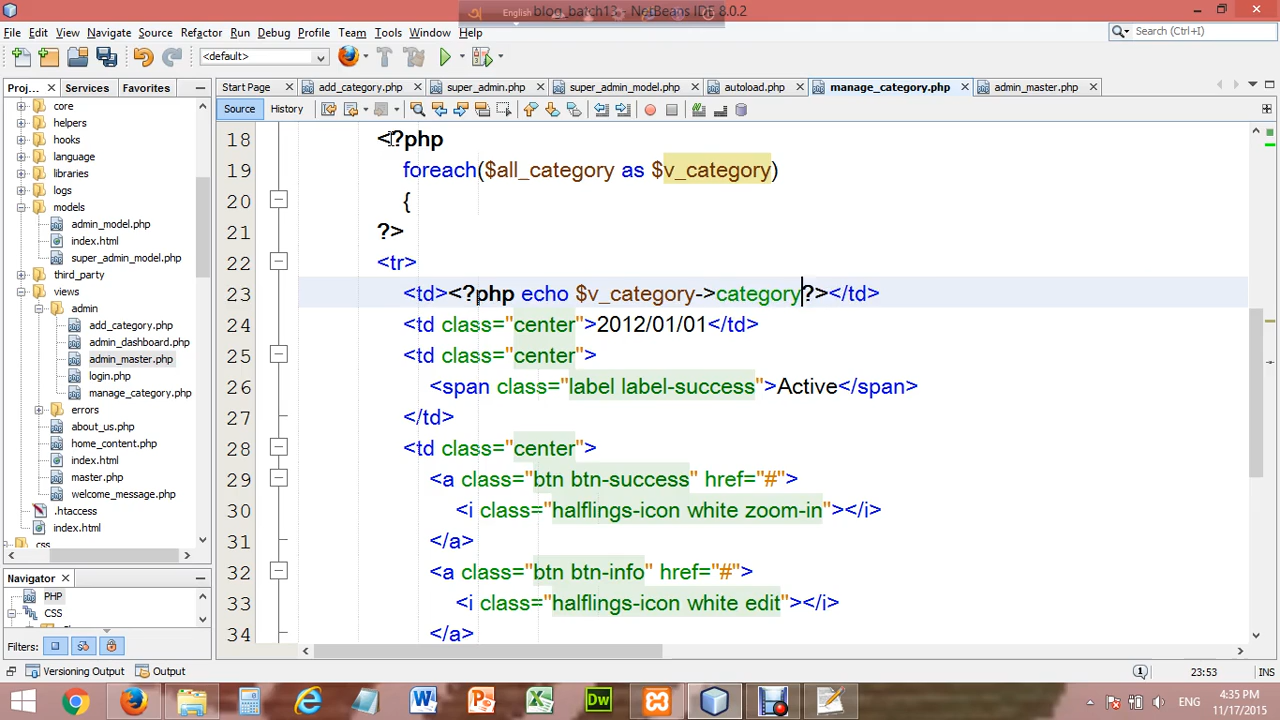 English
blog_batch13 - NetBeans IDE 8.0.2
File Edit View Navigate Source Refactor Run Debug Profile Team Tools Window Help
Search (Ctrl+I)
<default>
Proj... Services Favorites
Start Page add_category.php super_admin.php super_admin_model.php autoload.php manage_category.php admin_master.php
Source History
core
helpers
hooks
language
libraries
logs
models
admin_model.php
index.html
super_admin_model.php
third_party
views
admin
add_category.php
admin_dashboard.php
admin_master.php
login.php
manage_category.php
errors
about_us.php
home_content.php
index.html
master.php
welcome_message.php
.htaccess
index.html
css
18 <?php
19 foreach($all_category as $v_category)
20 {
21 ?>
22 <tr>
23 <td><?php echo $v_category->category?></td>
24 <td class="center">2012/01/01</td>
25 <td class="center">
26 <span class="label label-success">Active</span>
27 </td>
28 <td class="center">
29 <a class="btn btn-success" href="#">
30 <i class="halflings-icon white zoom-in"></i>
31 </a>
32 <a class="btn btn-info" href="#">
33 <i class="halflings-icon white edit"></i>
34 </a>
Navigator
PHP
CSS
Filters:
Versioning Output Output
23:53 INS
ENG
4:35 PM
11/17/2015